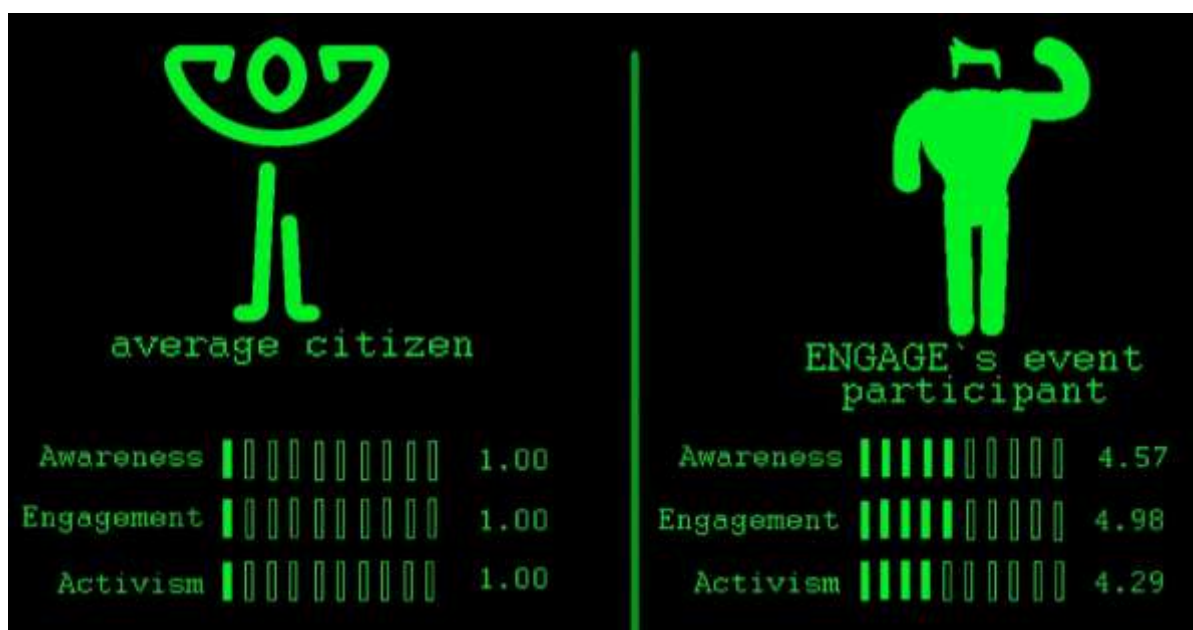 average citizen
Awareness 1.00
Engagement 1.00
Activism 1.00
ENGAGE`s event
participant
Awareness 4.57
Engagement 4.98
Activism 4.29